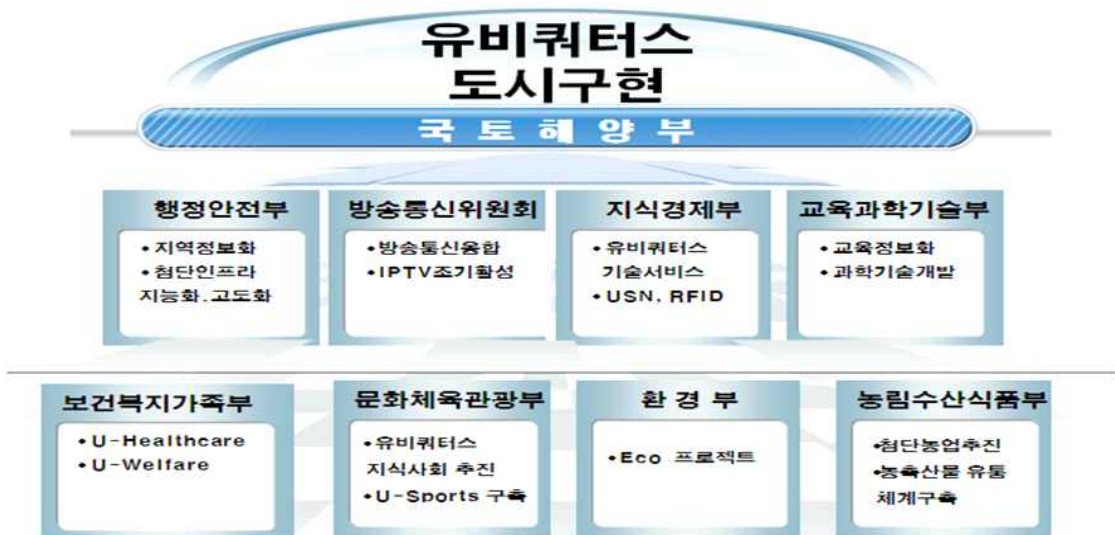 유비쿼터스
도시구현
국토해양부
행정안전부
• 지역정보화
• 첨단인프라
지능화.고도화
방송통신위원회
•방송통신융합
•IPTV조기활성
지식경제부
• 유비쿼터스
기술서비스
• USN, RFID
교육과학기술부
• 교육정보화
• 과학기술개발
보건복지가족부
• U-Healthcare
• U-Welfare
문화체육관광부
•유비쿼터스
지식사회 추진
•U-Sports 구축
환 경 부
•Eco 프로젝트
농림수산식품부
•첨단농업추진
•농축산물 유통
체계구축